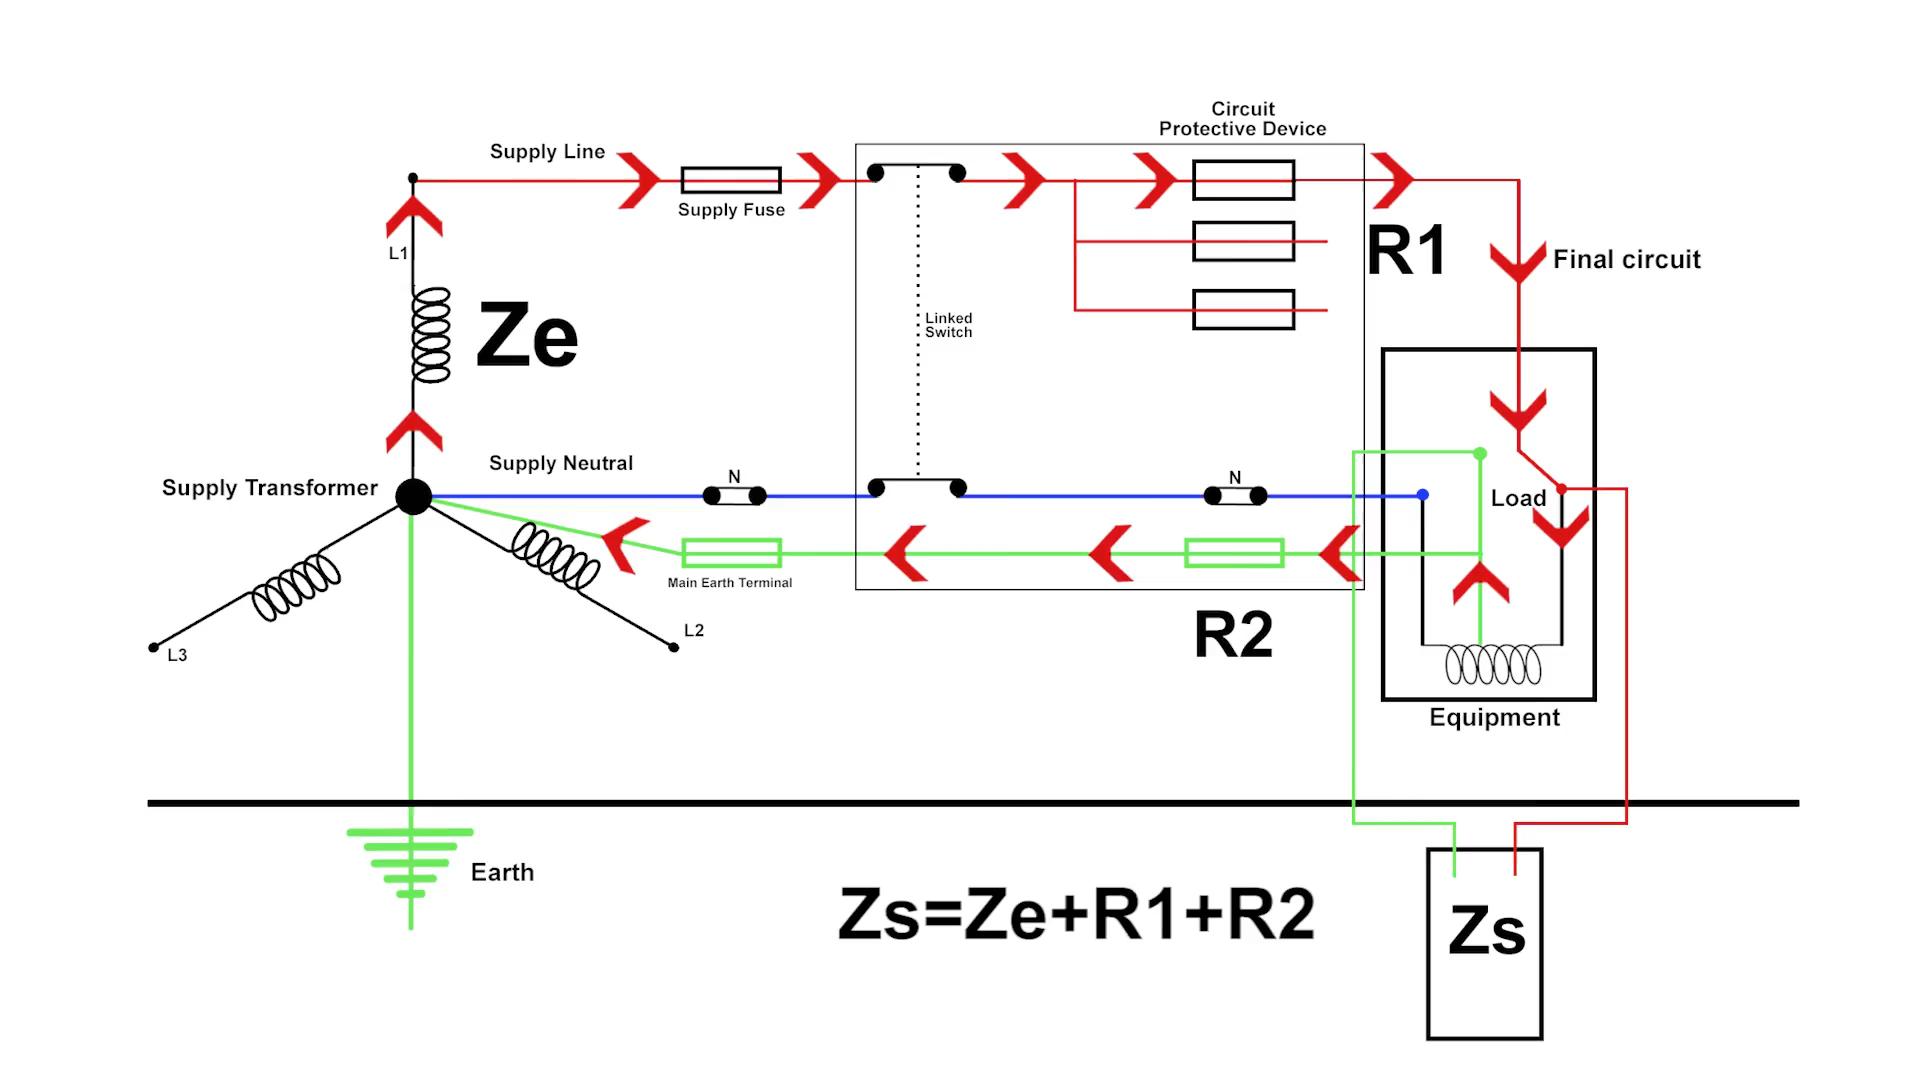 Circuit
Protective Device
Supply Line
Supply Fuse
L1
R1
Final circuit
Ze
Linked
Switch
Supply Neutral
N
N
Supply Transformer
Load
Main Earth Terminal
L2
L3
R2
Equipment
Earth
Zs=Ze+R1+R2
Zs